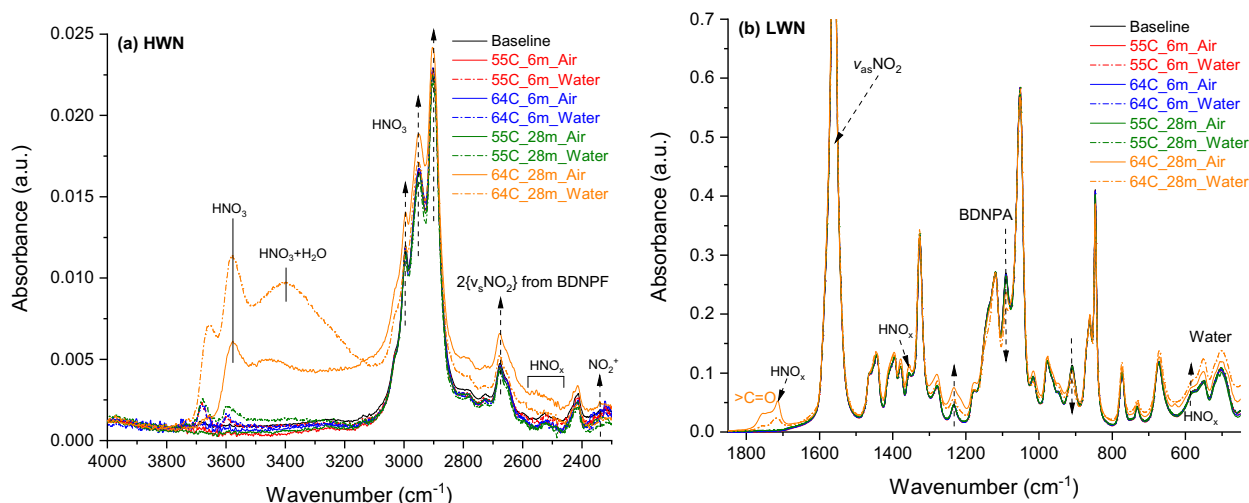 (a) HWN
Baseline
55C_6m_Air
55C_6m_Water
64C_6m_Air
64C_6m_Water
55C_28m_Air
55C_28m_Water
64C_28m_Air
64C_28m_Water
HNO3
HNO3
HNO3+H2O
2{vsNO2} from BDNPF
HNOx
NO2+
0.025
0.020
0.015
0.010
0.005
0.000
Absorbance (a.u.)
4000 3800 3600 3400 3200 3000 2800 2600 2400
Wavenumber (cm-1)
(b) LWN
Baseline
55C_6m_Air
55C_6m_Water
64C_6m_Air
64C_6m_Water
55C_28m_Air
55C_28m_Water
64C_28m_Air
64C_28m_Water
vasNO2
BDNPA
HNOx
Water
HNOx
>C=O
HNOx
0.7
0.6
0.5
0.4
0.3
0.2
0.1
0.0
Absorbance (a.u.)
1800 1600 1400 1200 1000 800 600
Wavenumber (cm-1)